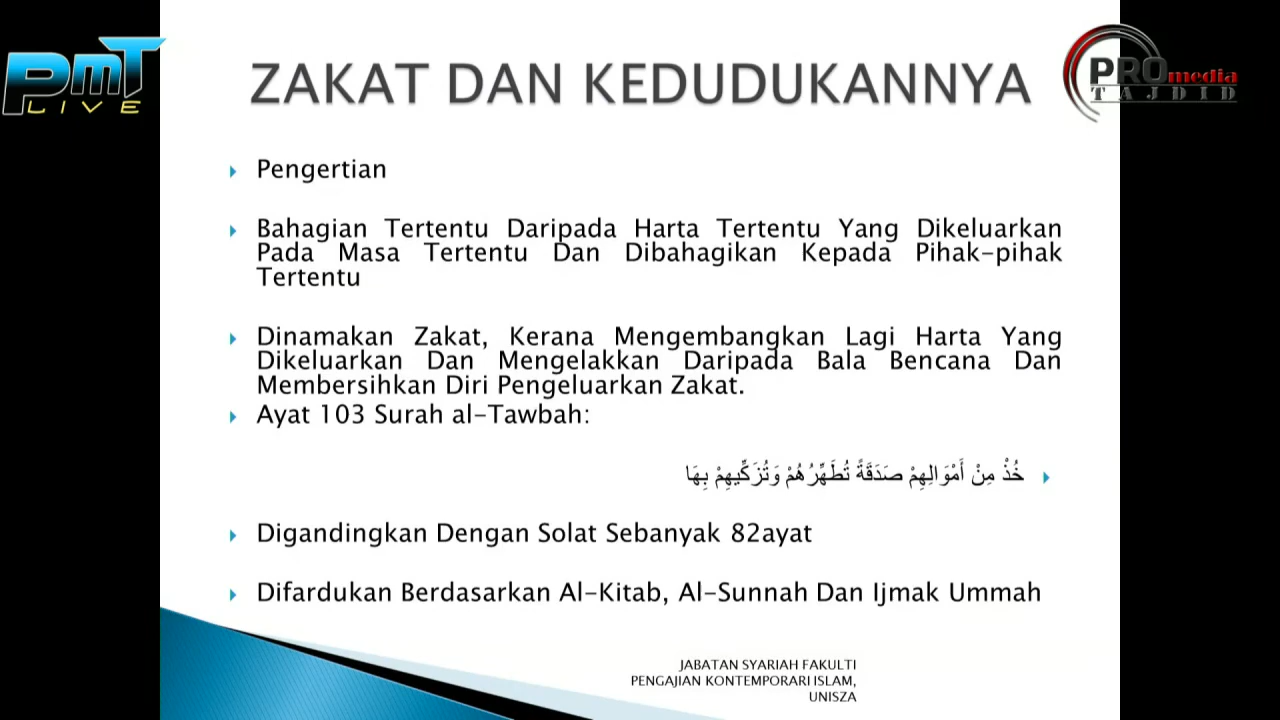 PMT
LIVE
PROmedia
TAJDID
ZAKAT DAN KEDUDUKANNYA
Pengertian
Bahagian Tertentu Daripada Harta Tertentu Yang Dikeluarkan
Pada Masa Tertentu Dan Dibahagikan Kepada Pihak-pihak
Tertentu
Dinamakan Zakat, Kerana Mengembangkan Lagi Harta Yang
Dikeluarkan Dan Mengelakkan Daripada Bala Bencana Dan
Membersihkan Diri Pengeluarkan Zakat.
Ayat 103 Surah al-Tawbah:
خُذْ مِنْ أَمْوَالِهِمْ صَدَقَةً تُطَهِّرُهُمْ وَتُزَكِّيهِمْ بِهَا
Digandingkan Dengan Solat Sebanyak 82ayat
Difardukan Berdasarkan Al-Kitab, Al-Sunnah Dan Ijmak Ummah
JABATAN SYARIAH FAKULTI
PENGAJIAN KONTEMPORARI ISLAM,
UNISZA